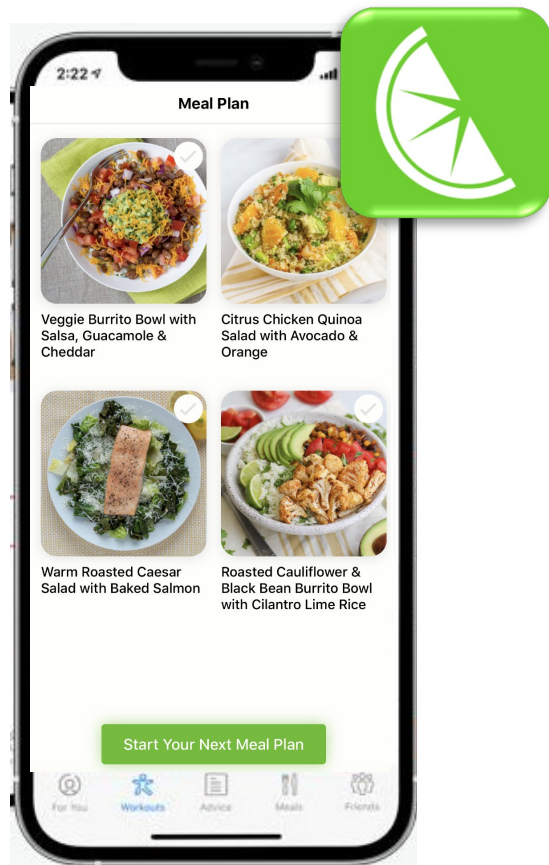 2:22
Meal Plan
Veggie Burrito Bowl with
Salsa, Guacamole &
Cheddar
Citrus Chicken Quinoa
Salad with Avocado &
Orange
Warm Roasted Caesar
Salad with Baked Salmon
Roasted Cauliflower &
Black Bean Burrito Bowl
with Cilantro Lime Rice
Start Your Next Meal Plan
For You Workouts Advice Meals Friends